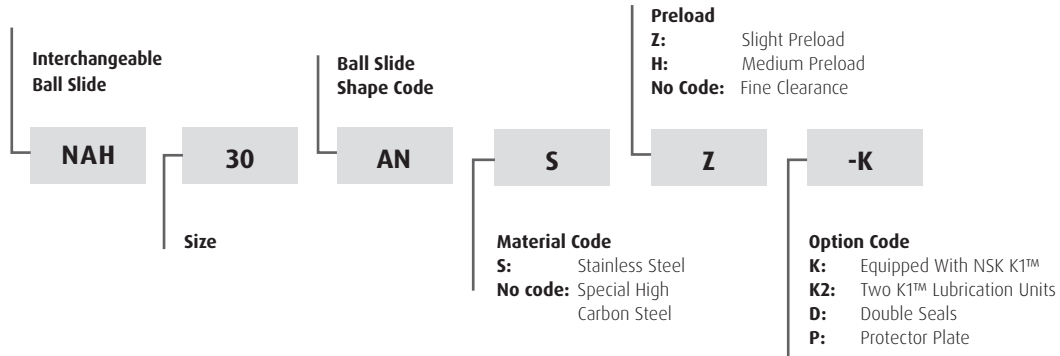 Interchangeable
Ball Slide
NAH
Size
30
Ball Slide
Shape Code
AN
Material Code
S: Stainless Steel
No code: Special High
Carbon Steel
S
Preload
Z: Slight Preload
H: Medium Preload
No Code: Fine Clearance
Z
-K
Option Code
K: Equipped With NSK K1™
K2: Two K1™ Lubrication Units
D: Double Seals
P: Protector Plate